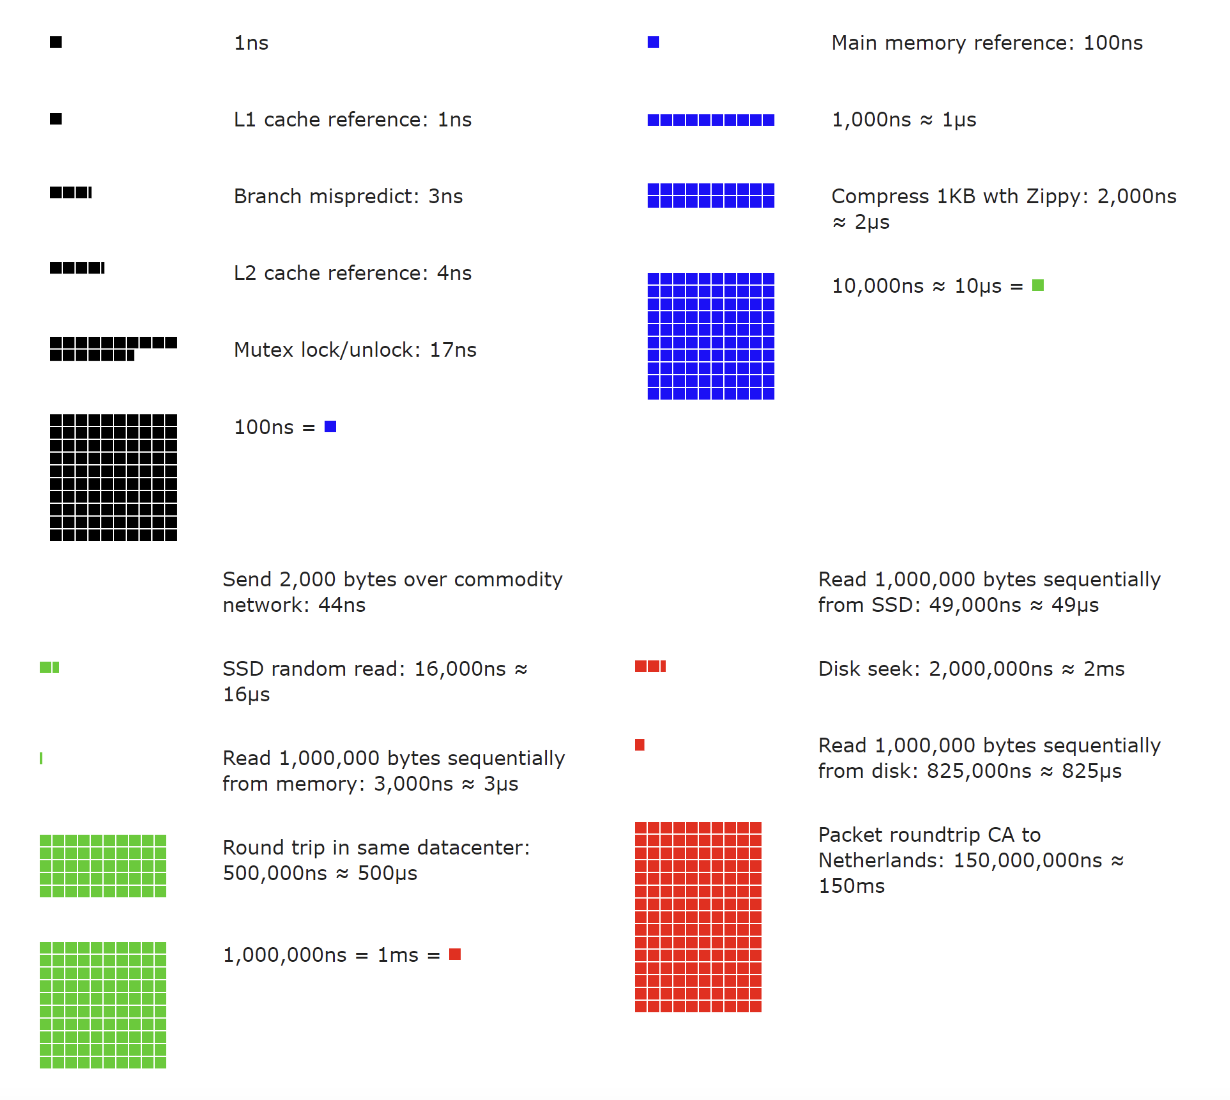 1ns
L1 cache reference: 1ns
Branch mispredict: 3ns
L2 cache reference: 4ns
Mutex lock/unlock: 17ns
100ns =
Main memory reference: 100ns
1,000ns ≈ 1μs
Compress 1KB wth Zippy: 2,000ns
≈ 2μs
10,000ns ≈ 10μs =
Send 2,000 bytes over commodity
network: 44ns
SSD random read: 16,000ns ≈
16μs
Read 1,000,000 bytes sequentially
from memory: 3,000ns ≈ 3μs
Round trip in same datacenter:
500,000ns ≈ 500μs
1,000,000ns = 1ms =
Read 1,000,000 bytes sequentially
from SSD: 49,000ns ≈ 49μs
Disk seek: 2,000,000ns ≈ 2ms
Read 1,000,000 bytes sequentially
from disk: 825,000ns ≈ 825μs
Packet roundtrip CA to
Netherlands: 150,000,000ns ≈
150ms